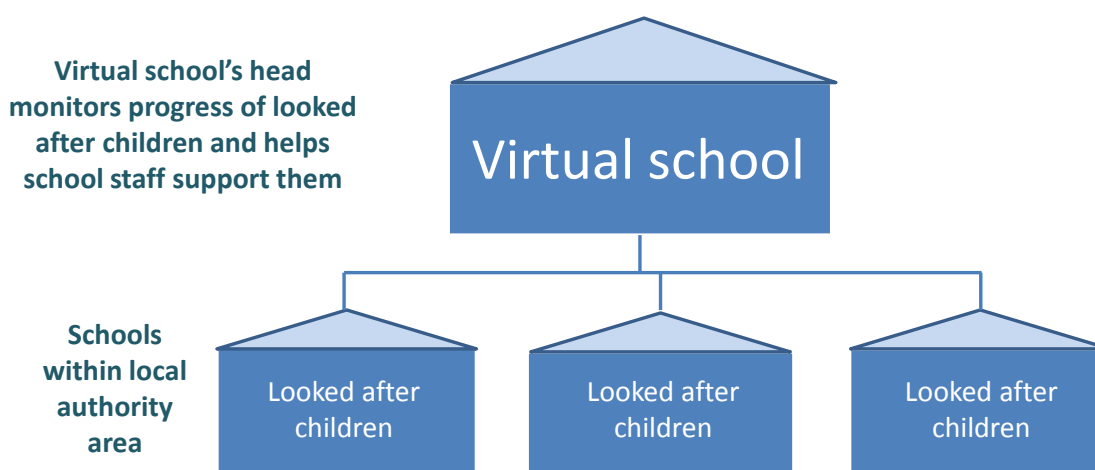 Virtual school’s head
monitors progress of looked
after children and helps
school staff support them
Virtual school
Schools
within local
authority
area
Looked after
children
Looked after
children
Looked after
children